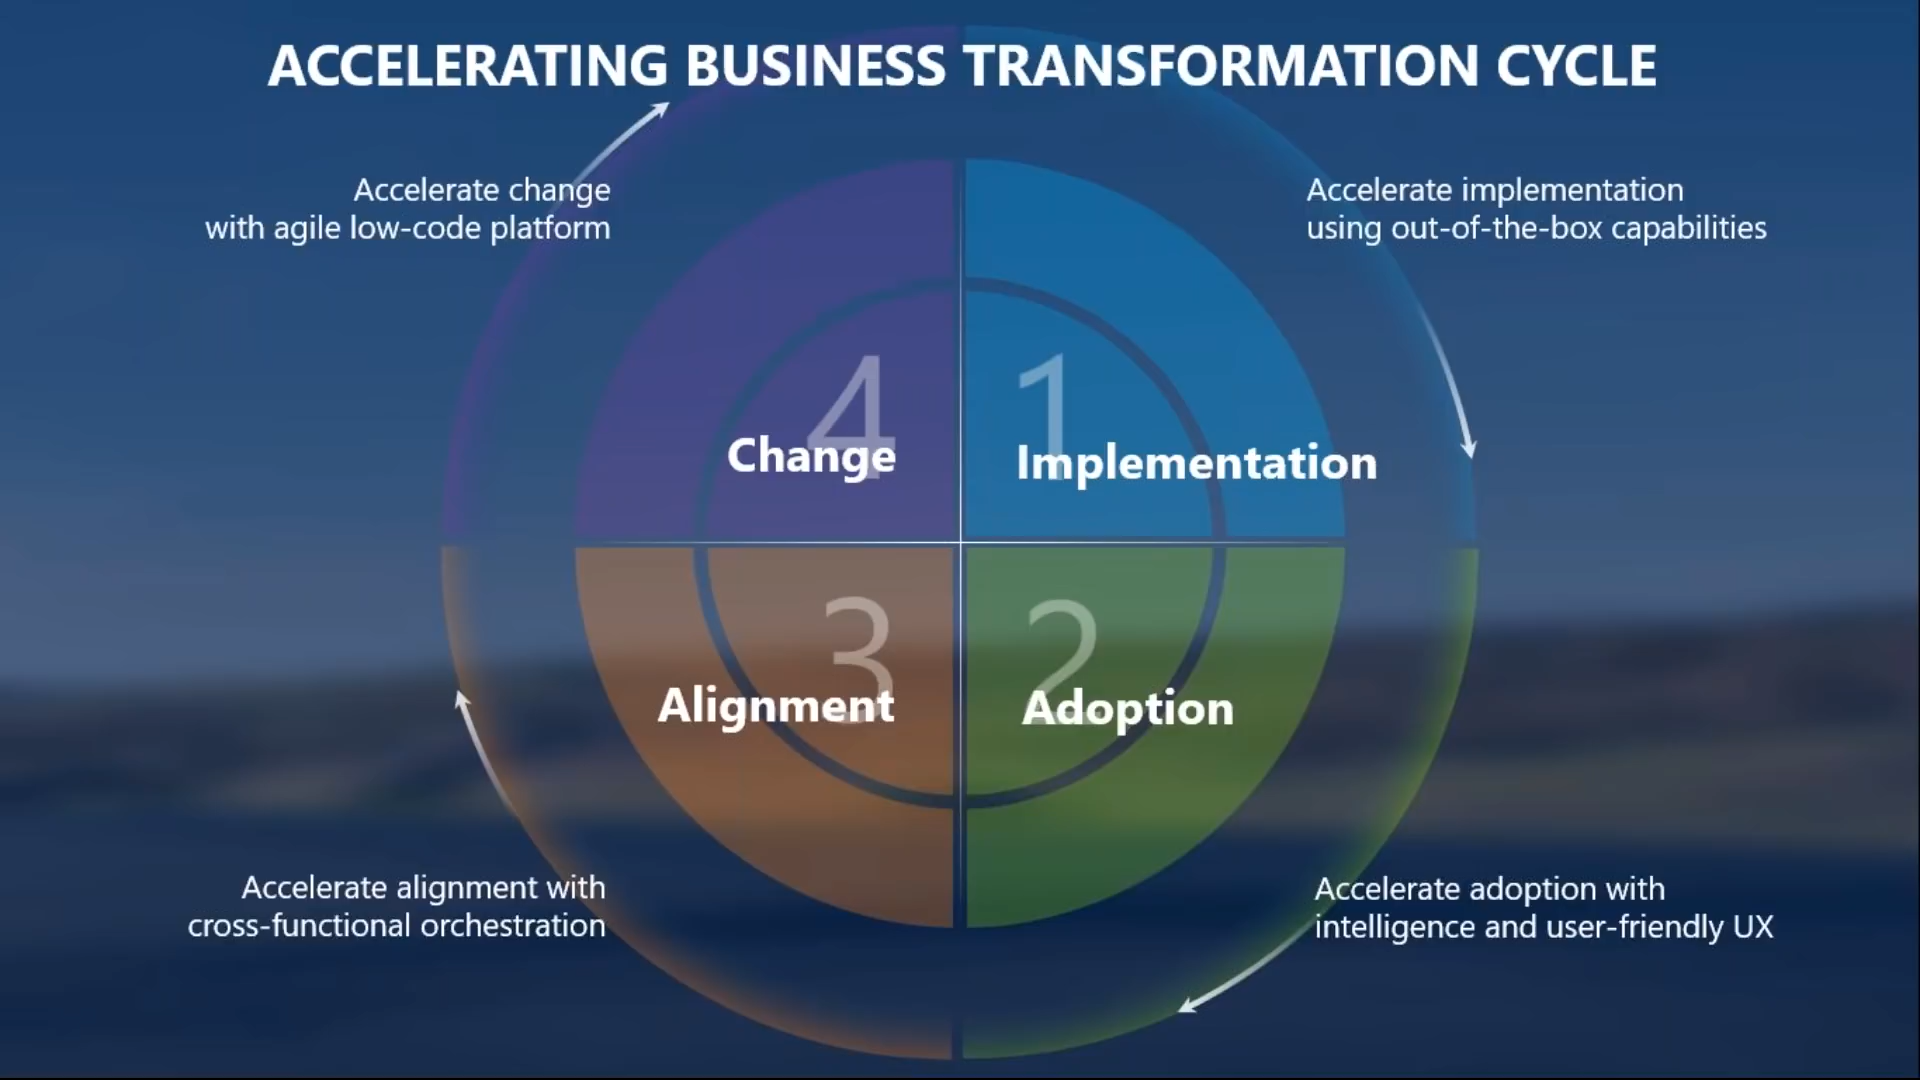 ACCELERATING BUSINESS TRANSFORMATION CYCLE
Accelerate change
with agile low-code platform
Accelerate implementation
using out-of-the-box capabilities
4
Change
1
Implementation
3
Alignment
2
Adoption
Accelerate alignment with
cross-functional orchestration
Accelerate adoption with
intelligence and user-friendly UX